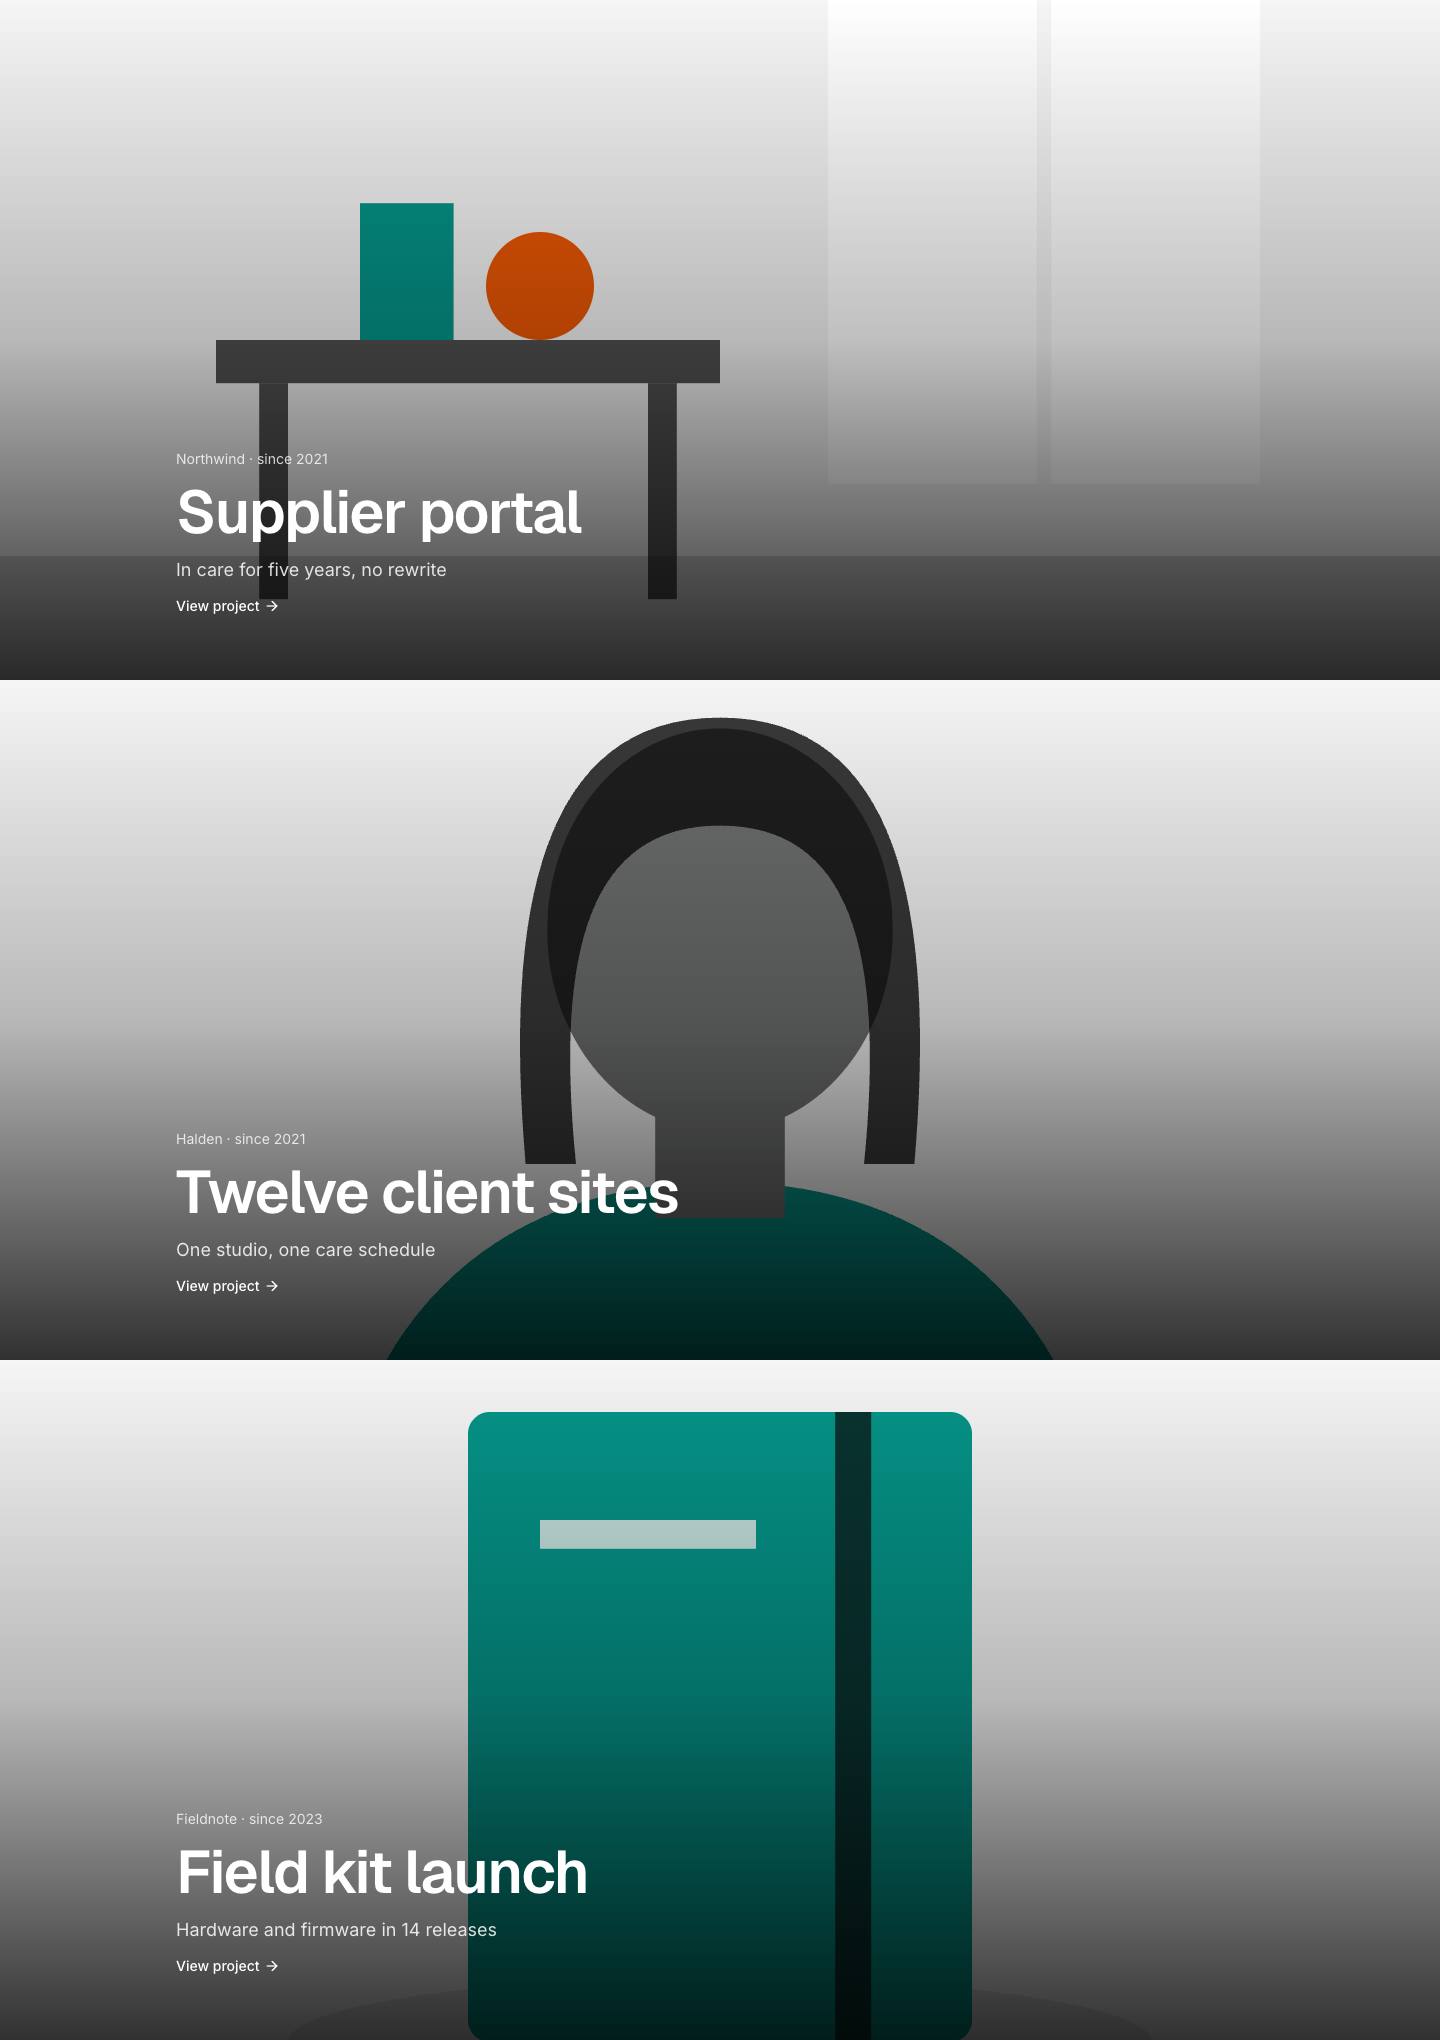 Northwind · since 2021
Supplier portal
In care for five years, no rewrite
View project →
Halden · since 2021
Twelve client sites
One studio, one care schedule
View project →
Fieldnote · since 2023
Field kit launch
Hardware and firmware in 14 releases
View project →